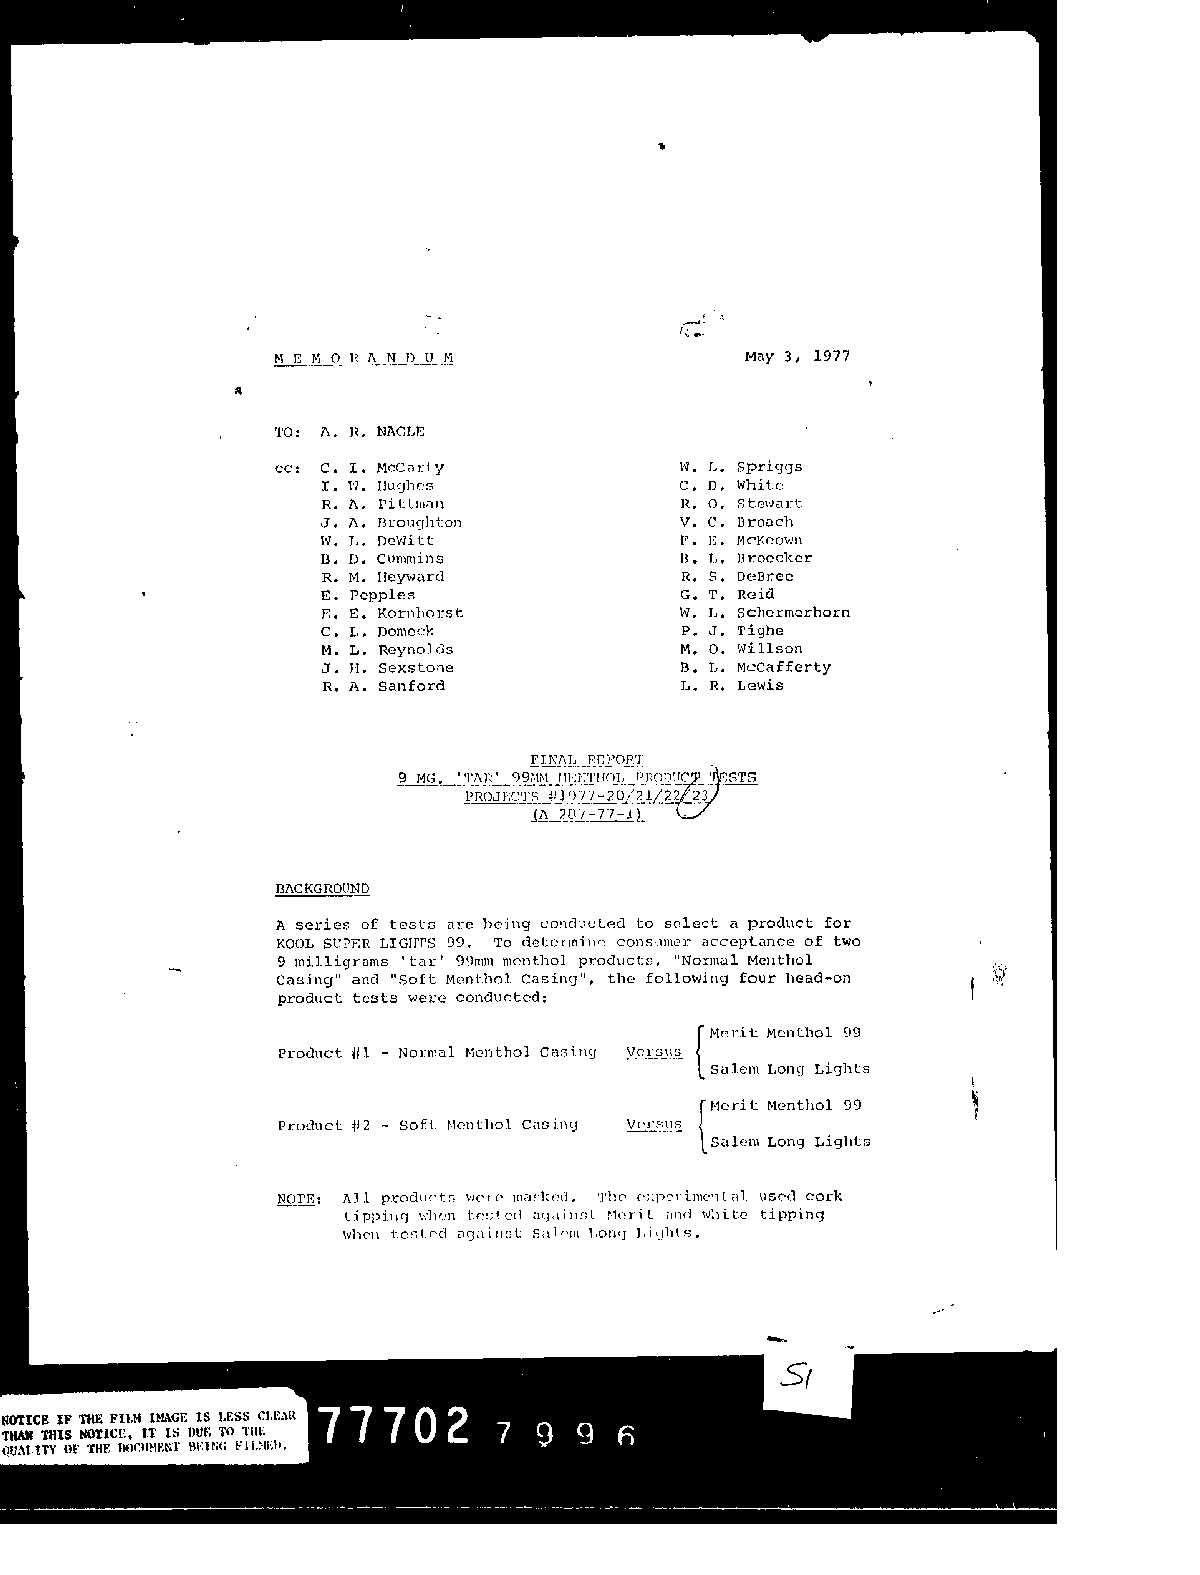 M E M O R A N D U M
May 3, 1977
TO: A. R. NAGLE
cc: C. I. McCarty
I. W. Hughes
R. A. Pittman
J. A. Broughton
W. L. DeWitt
B. D. Cummins
R. M. Heyward
E. Pepples
F. E. Kornhorst
C. L. Domeck
M. L. Reynolds
J. H. Sexstone
R. A. Sanford
W. L. Spriggs
C. D. White
R. O. Stewart
V. C. Broach
F. E. McKeown
B. L. Broecker
R. S. DeBree
G. T. Reid
W. L. Schermerhorn
P. J. Tighe
M. O. Willson
B. L. McCafferty
L. R. Lewis
FINAL REPORT
9 MG. 'TAR' 99MM MENTHOL PRODUCT TESTS
PROJECTS #1977-20/21/22/23
(A 207-77-1)
BACKGROUND
A series of tests are being conducted to select a product for
KOOL SUPER LIGHTS 99. To determine consumer acceptance of two
9 milligrams 'tar' 99mm menthol products, "Normal Menthol
Casing" and "Soft Menthol Casing", the following four head-on
product tests were conducted:
Merit Menthol 99
Product #1 - Normal Menthol Casing Versus
Salem Long Lights
Merit Menthol 99
Product #2 - Soft Menthol Casing Versus
Salem Long Lights
NOTE: All products were masked. The experimental used cork
tipping when tested against Merit and white tipping
when tested against Salem Long Lights.
51
NOTICE IF THE FILM IMAGE IS LESS CLEAR
THAN THIS NOTICE, IT IS DUE TO THE
QUALITY OF THE DOCUMENT BEING FILMED.
77702 7996